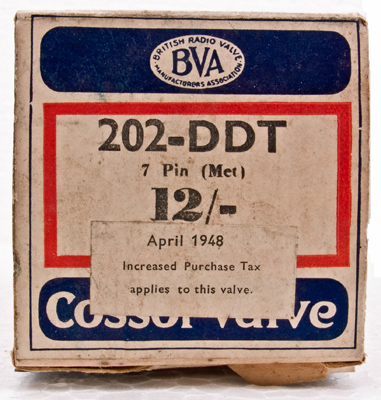 BRITISH RADIO VALVE
BVA
MANUFACTURERS ASSOCIATION
202-DDT
7 Pin (Met)
12/-
April 1948
Increased Purchase Tax
applies to this valve.
Cossor Valve